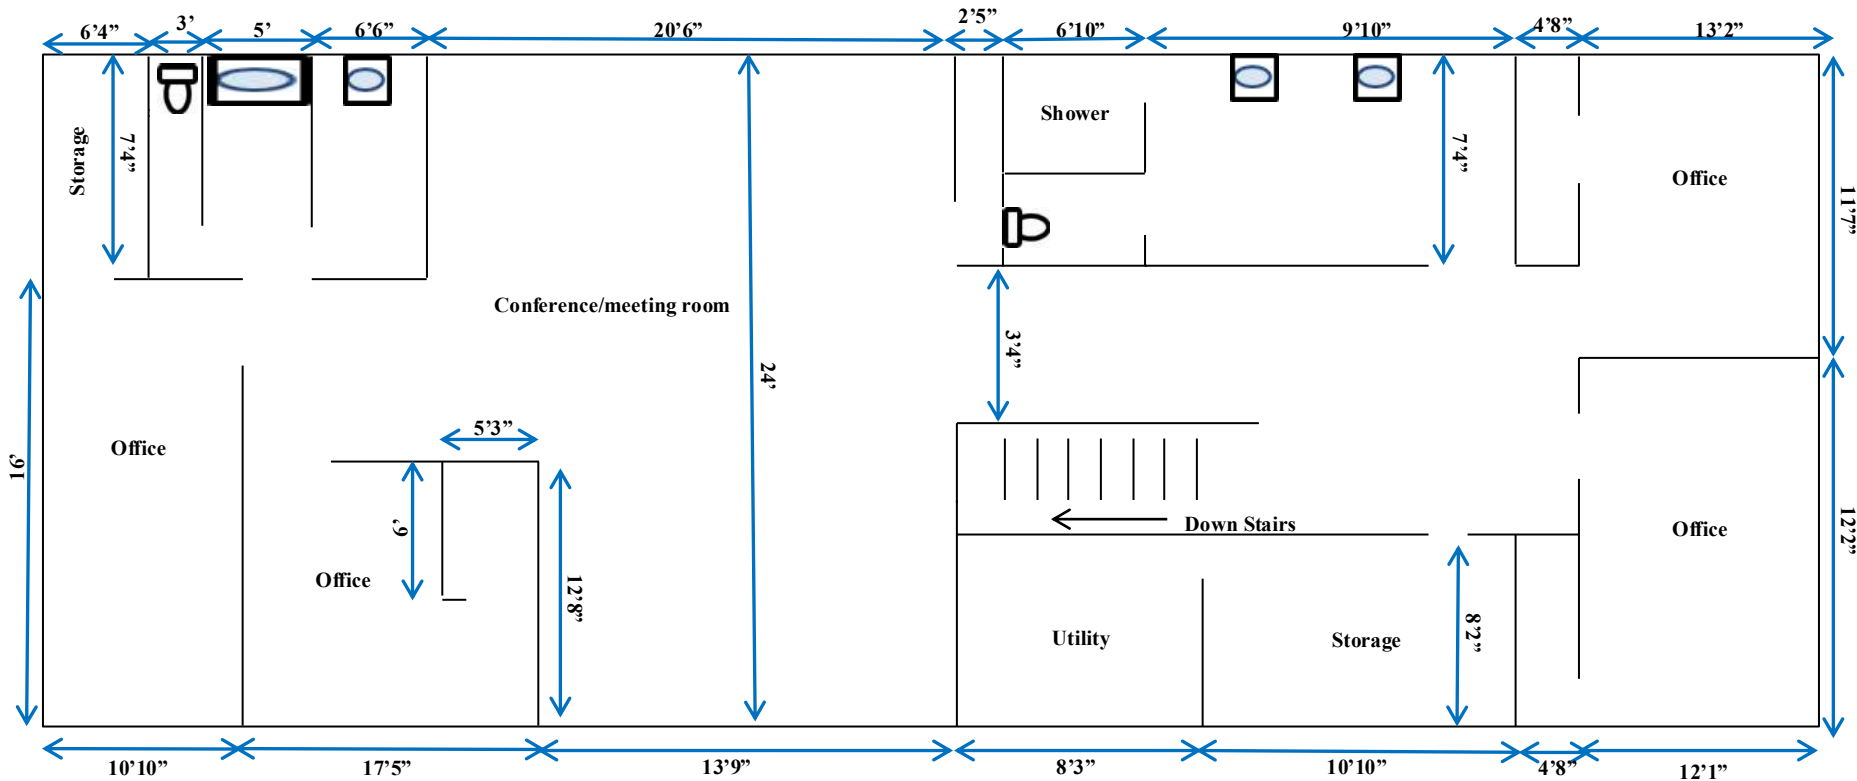 6’4”
3’
5’
6’6”
20’6”
2’5”
6’10”
9’10”
4’8”
13’2”
Storage
7’4”
Shower
7’4”
Office
11’7”
Conference/meeting room
3’4”
24’
5’3”
Office
16’
9’
Office
12’8”
Down Stairs
Office
12’2”
Utility
Storage
8’2”
10’10”
17’5”
13’9”
8’3”
10’10”
4’8”
12’1”